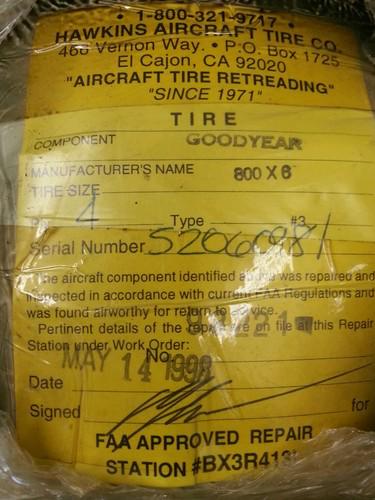 • 1-800-321-9717 •
HAWKINS AIRCRAFT TIRE CO.
466 Vernon Way. • P.O. Box 1725
El Cajon, CA 92020
"AIRCRAFT TIRE RETREADING"
"SINCE 1971"
TIRE
COMPONENT GOODYEAR
MANUFACTURER'S NAME 800 X 6
TIRE SIZE
4 Type #3
Serial Number 52060981
The aircraft component identified above was repaired and
inspected in accordance with current FAA Regulations and
was found airworthy for return to service.
Pertinent details of the repair are on file at this Repair
Station under Work Order:
No.
MAY 14 1998
Date
Signed for
FAA APPROVED REPAIR
STATION #BX3R413